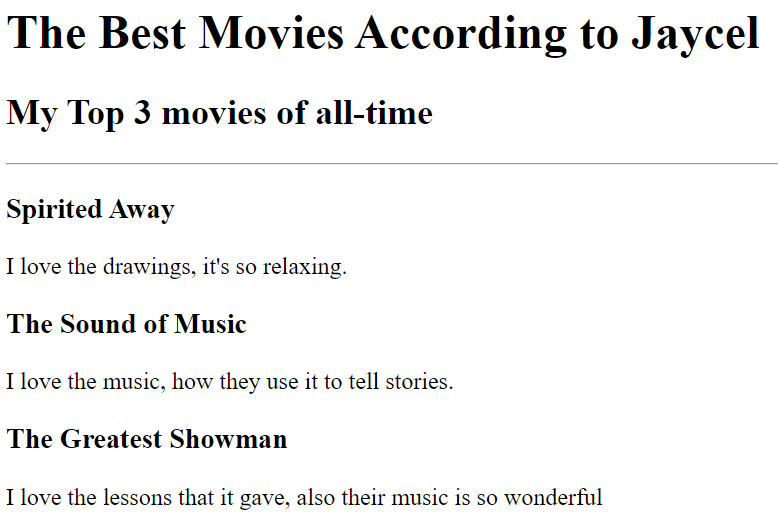 The Best Movies According to Jaycel
My Top 3 movies of all-time
Spirited Away
I love the drawings, it's so relaxing.
The Sound of Music
I love the music, how they use it to tell stories.
The Greatest Showman
I love the lessons that it gave, also their music is so wonderful